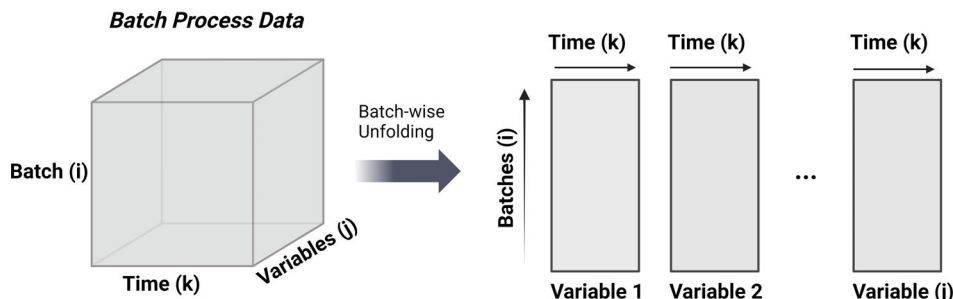 Batch Process Data
Batch (i)
Time (k)
Variables (j)
Batch-wise
Unfolding
Time (k)
Time (k)
Time (k)
Batches (i)
...
Variable 1
Variable 2
Variable (j)